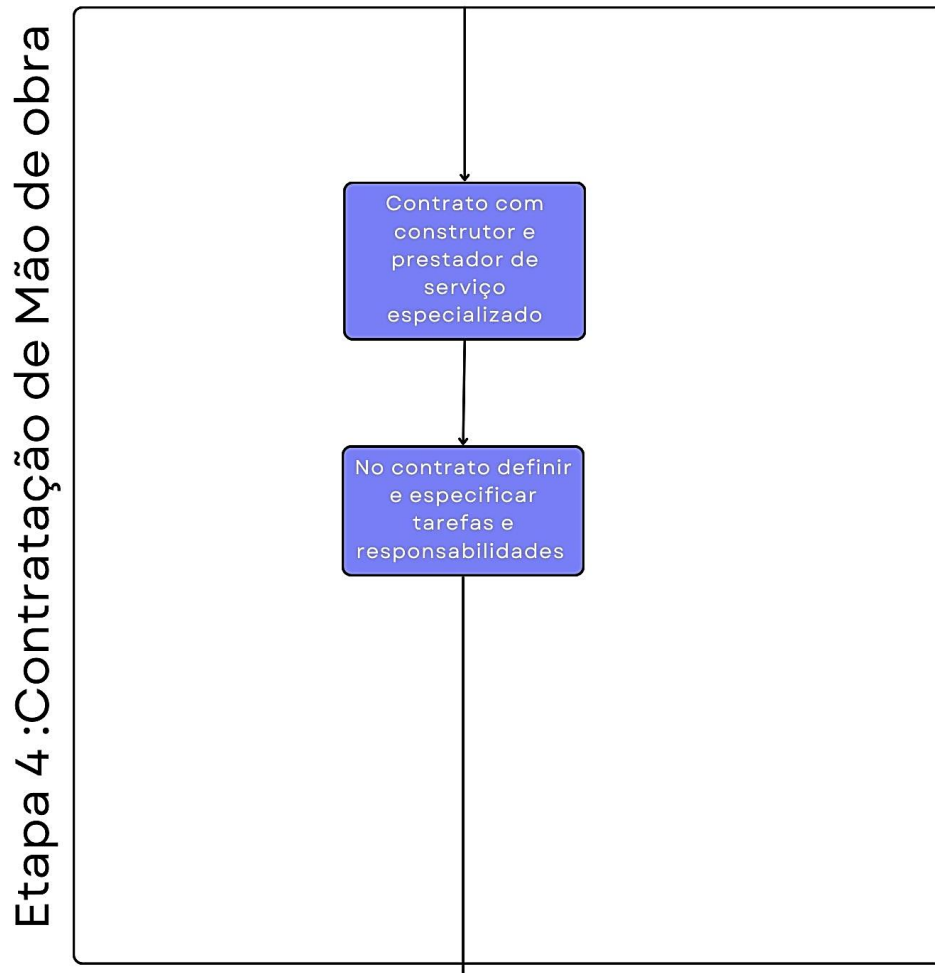 Etapa 4 :Contratação de Mão de obra
Contrato com
construtor e
prestador de
serviço
especializado
No contrato definir
e especificar
tarefas e
responsabilidades